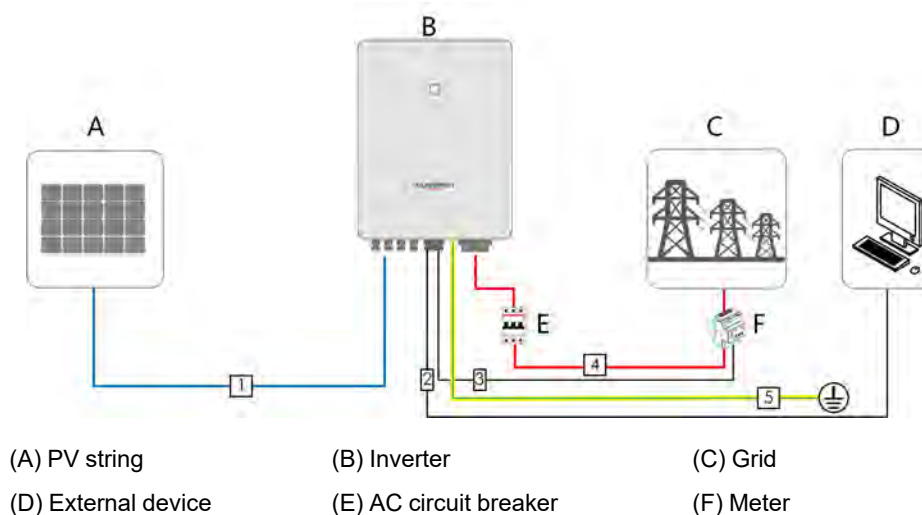 B
A
C
D
E
F
1
2
3
4
5
(A) PV string (B) Inverter (C) Grid
(D) External device (E) AC circuit breaker (F) Meter